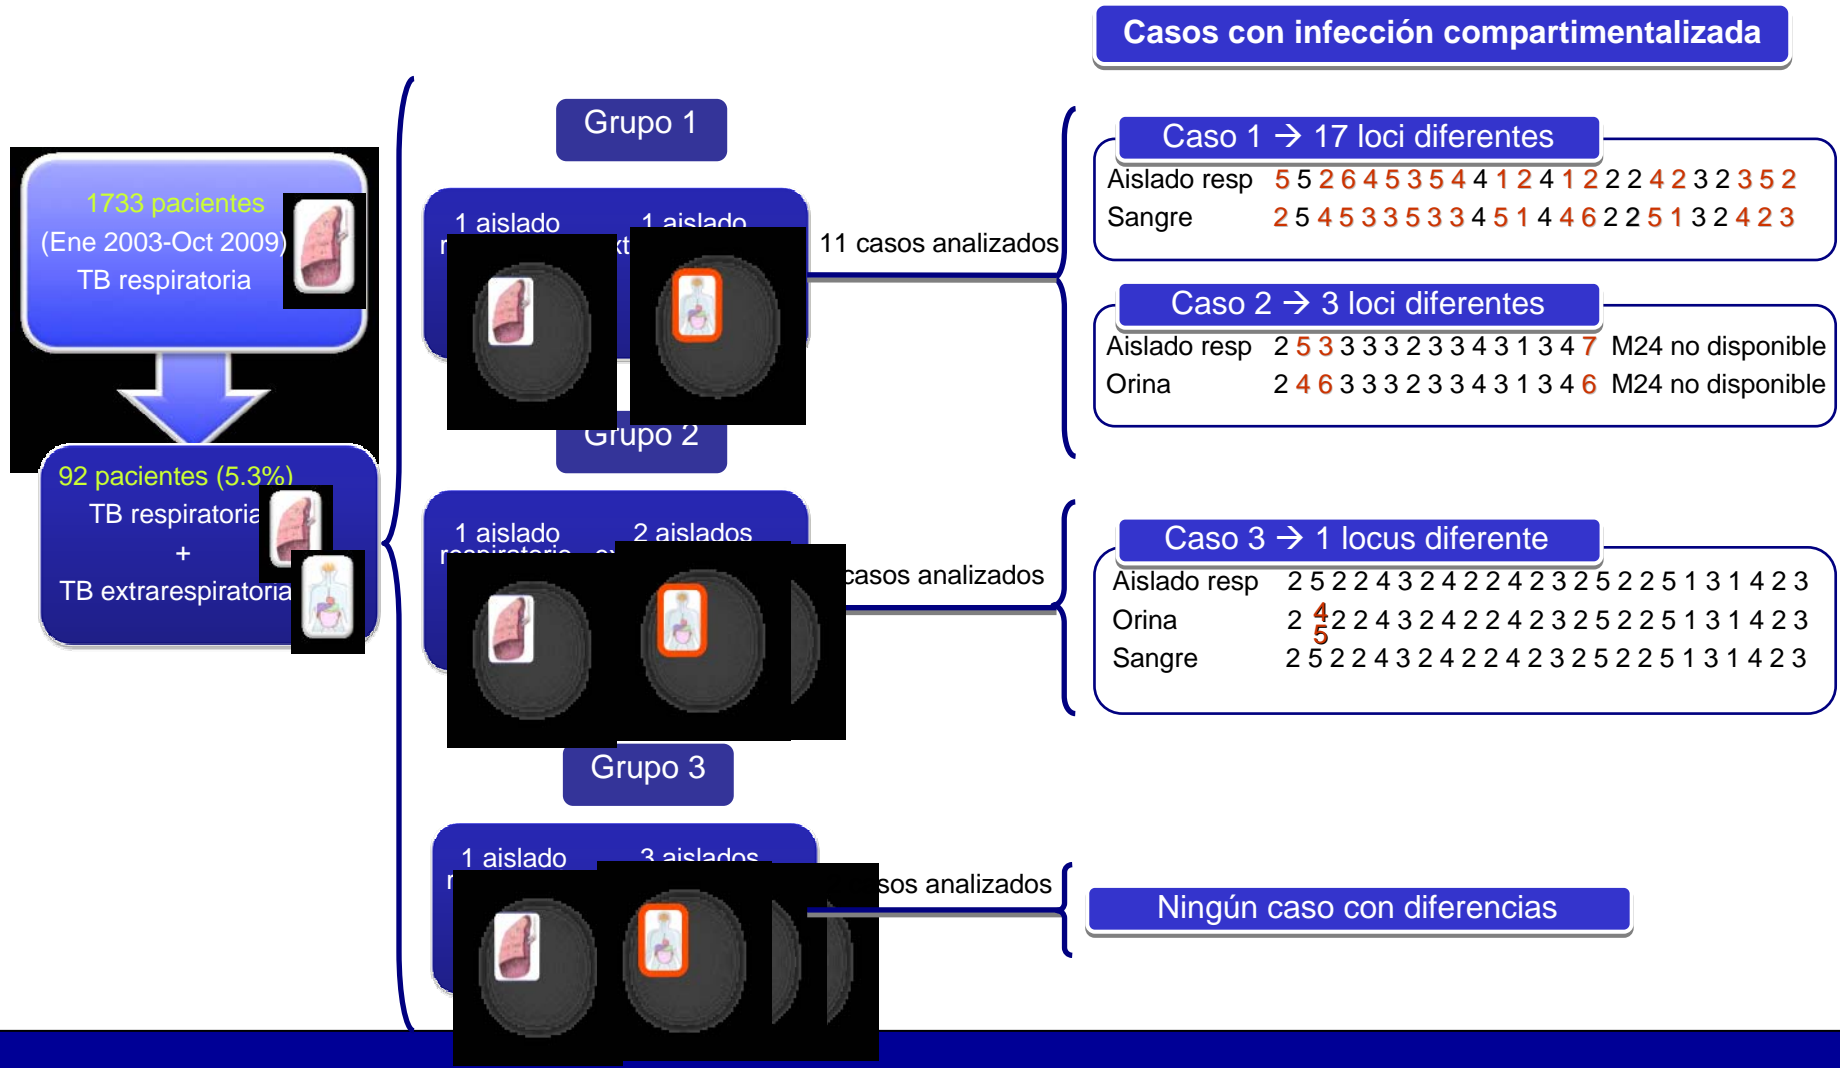 Casos con infección compartimentalizada
1733 pacientes
(Ene 2003-Oct 2009)
TB respiratoria
92 pacientes (5.3%)
TB respiratoria
+
TB extrarespiratoria
Grupo 1
1 aislado 1 aislado
11 casos analizados
Caso 1 → 17 loci diferentes
Aislado resp 5 5 2 6 4 5 3 5 4 4 1 2 4 1 2 2 2 4 2 3 2 3 5 2
Sangre 2 5 4 5 3 3 5 3 3 4 5 1 4 4 6 2 2 5 1 3 2 4 2 3
Caso 2 → 3 loci diferentes
Aislado resp 2 5 3 3 3 3 2 3 3 4 3 1 3 4 7 M24 no disponible
Orina 2 4 6 3 3 3 2 3 3 4 3 1 3 4 6 M24 no disponible
Grupo 2
1 aislado 2 aislados
respiratorio
casos analizados
Caso 3 → 1 locus diferente
Aislado resp 2 5 2 2 4 3 2 4 2 2 4 2 3 2 5 2 2 5 1 3 1 4 2 3
Orina 2 4 2 2 4 3 2 4 2 2 4 2 3 2 5 2 2 5 1 3 1 4 2 3
5
Sangre 2 5 2 2 4 3 2 4 2 2 4 2 3 2 5 2 2 5 1 3 1 4 2 3
Grupo 3
1 aislado 3 aislados
analizados
Ningún caso con diferencias